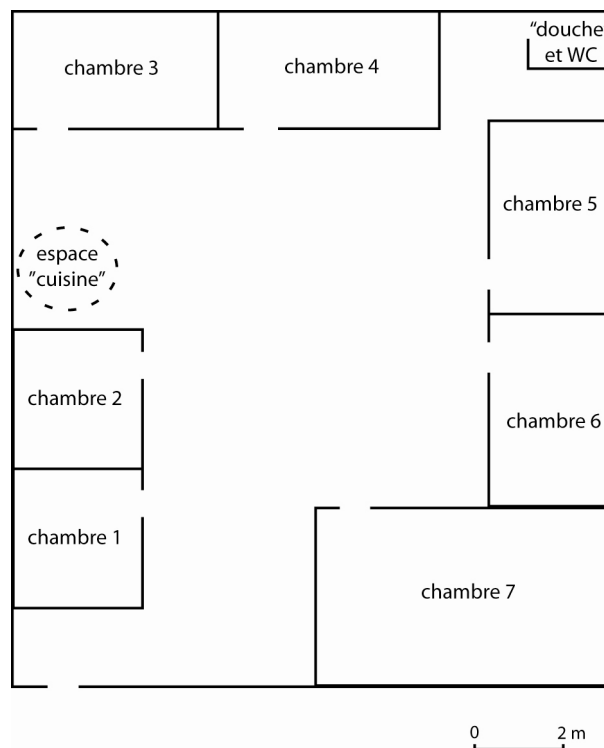 "douche
et WC
chambre 3
chambre 4
chambre 5
espace
"cuisine"
chambre 2
chambre 6
chambre 1
chambre 7
0 2 m